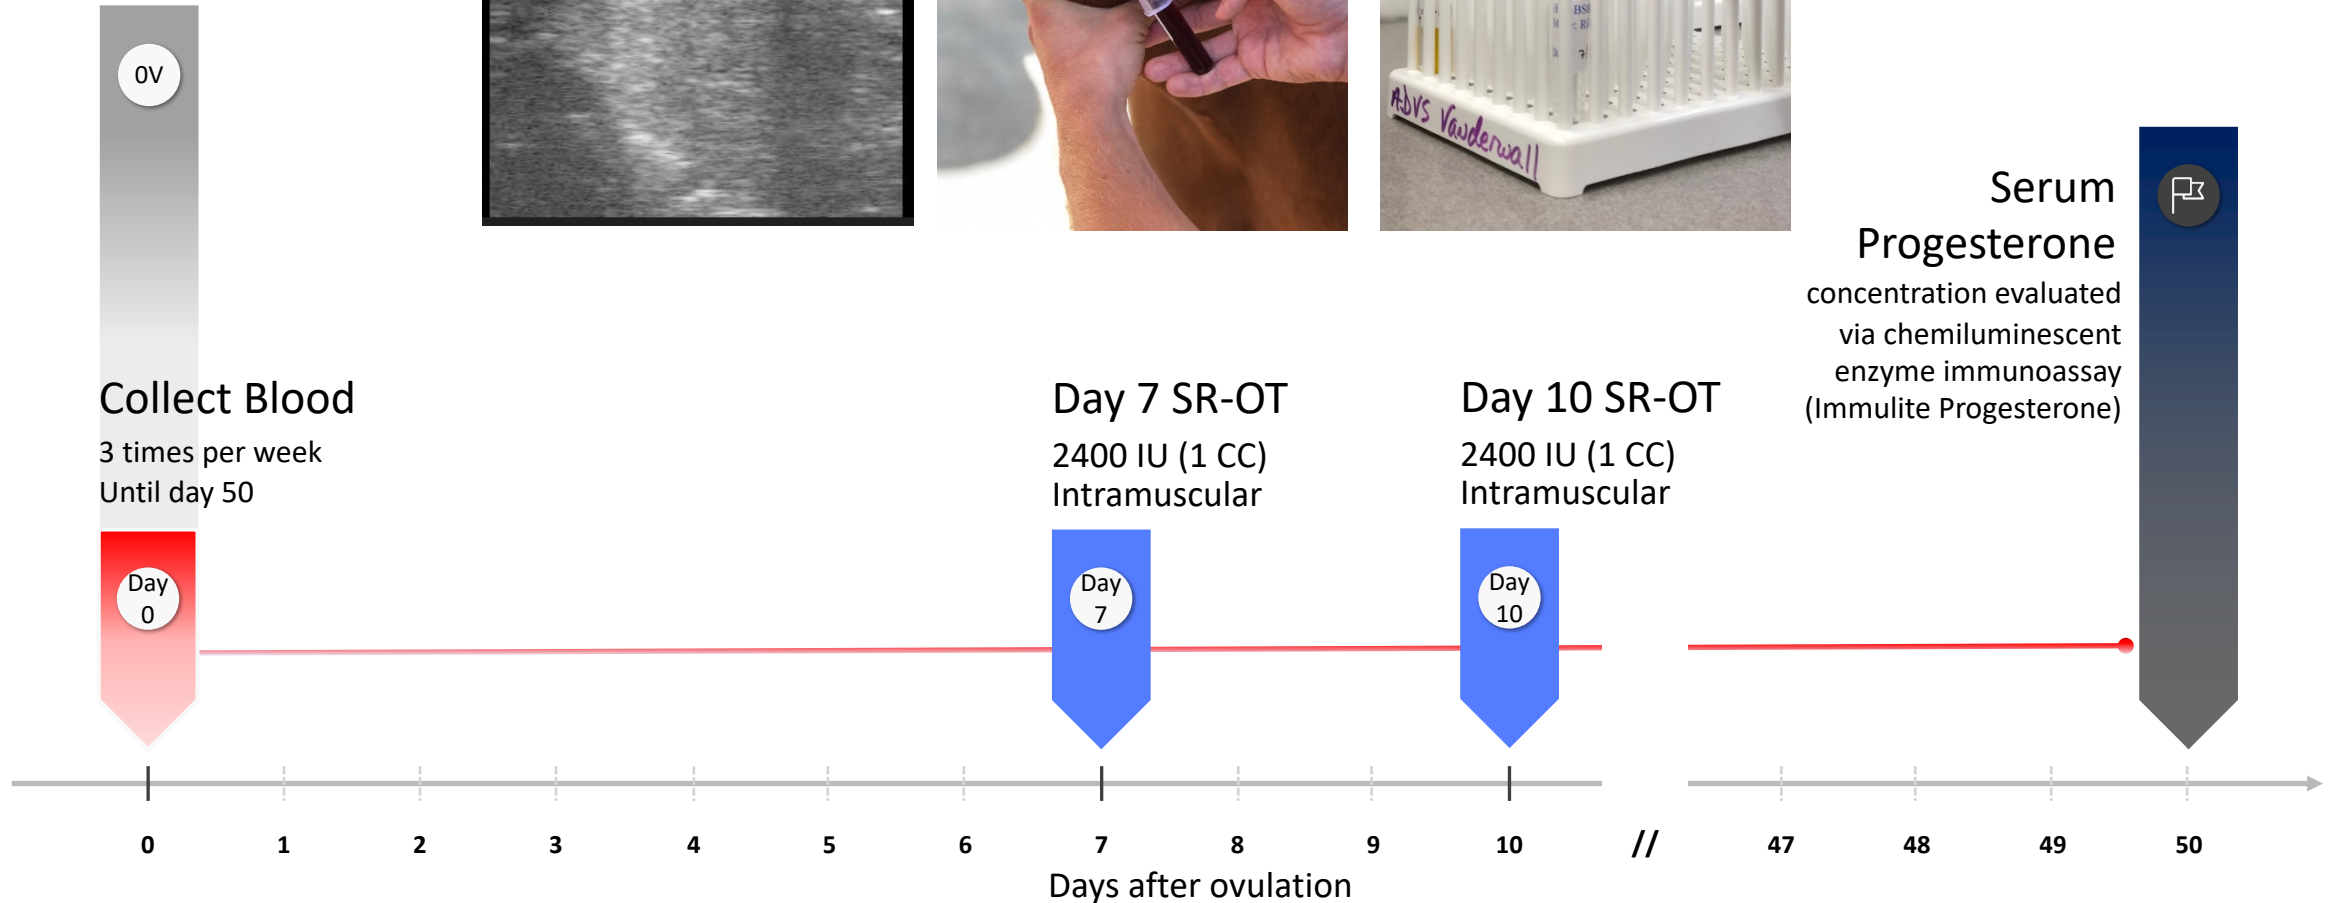 0V
BSU
ADVS Vanderwall
Serum
Progesterone
concentration evaluated
via chemiluminescent
enzyme immunoassay
(Immulite Progesterone)
Collect Blood
3 times per week
Until day 50
Day 7 SR-OT
2400 IU (1 CC)
Intramuscular
Day 10 SR-OT
2400 IU (1 CC)
Intramuscular
Day
0
Day
7
Day
10
0 1 2 3 4 5 6 7 8 9 10 // 47 48 49 50
Days after ovulation